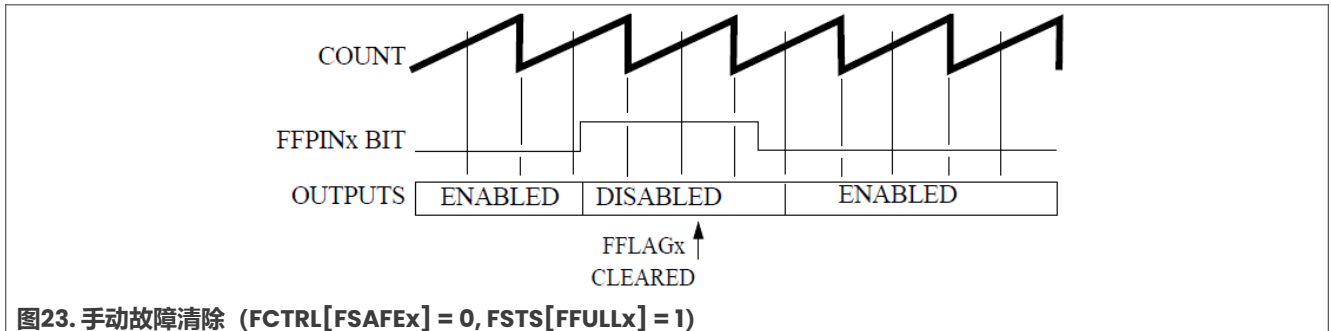 COUNT
FFPINx BIT
OUTPUTS ENABLED DISABLED ENABLED
FFLAGx
CLEARED
图23. 手动故障清除（FCTRL[FSAFEx] = 0, FSTS[FFULLx] = 1）